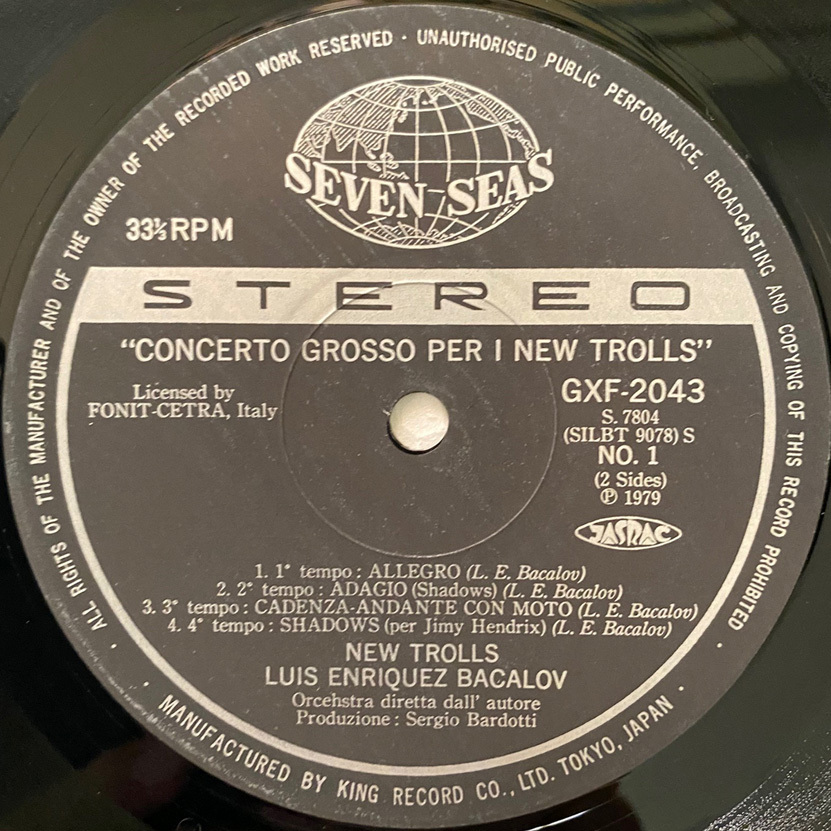 ALL RIGHTS OF THE MANUFACTURER AND OF THE OWNER OF THE RECORDED WORK RESERVED · UNAUTHORISED PUBLIC PERFORMANCE, BROADCASTING AND COPYING OF THIS RECORD PROHIBITED ·
SEVEN SEAS
33⅓RPM
STEREO
"CONCERTO GROSSO PER I NEW TROLLS"
Licensed by
FONIT-CETRA, Italy
GXF-2043
S. 7804
(SILBT 9078) S
NO. 1
(2 Sides)
℗ 1979
JASRAC
1. 1° tempo : ALLEGRO (L. E. Bacalov)
2. 2° tempo : ADAGIO (Shadows) (L. E. Bacalov)
3. 3° tempo : CADENZA-ANDANTE CON MOTO (L. E. Bacalov)
4. 4° tempo : SHADOWS (per Jimy Hendrix) (L. E. Bacalov)
NEW TROLLS
LUIS ENRIQUEZ BACALOV
Orcehstra diretta dall' autore
Produzione : Sergio Bardotti
· MANUFACTURED BY KING RECORD CO., LTD. TOKYO, JAPAN ·